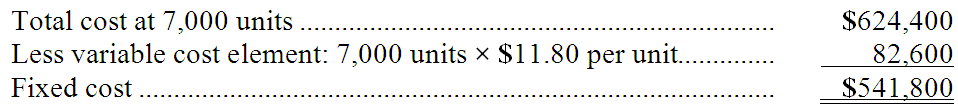 Total cost at 7,000 units ........................................................................ $624,400
Less variable cost element: 7,000 units × $11.80 per unit.............. 82,600
Fixed cost ................................................................................................ $541,800